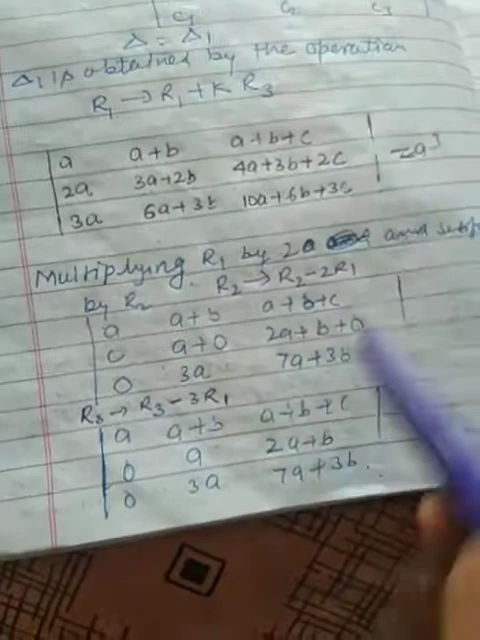 C1 C2 C3
Δ = Δ1
Δ1 is obtained by the operation
R1 → R1 + K R3
a a+b a+b+c
2a 3a+2b 4a+3b+2c = a³
3a 6a+3b 10a+6b+3c
Multiplying R1 by 2 and
by R2 R2 → R2 - 2R1
a a+b a+b+c
0 a+0 2a+b+0
0 3a 7a+3b
R3 → R3 - 3R1
a a+b a+b+c
0 a 2a+b
0 3a 7a+3b.